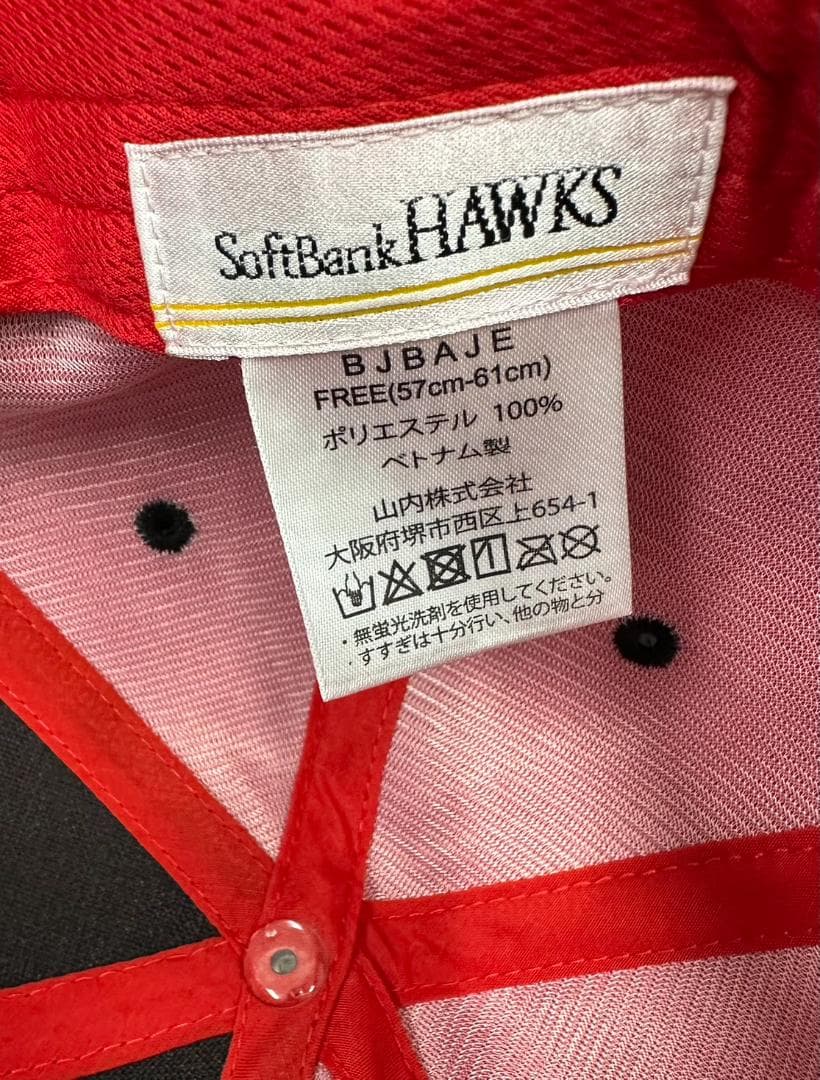 SoftBank HAWKS
BJBAJE
FREE(57cm-61cm)
ポリエステル 100%
ベトナム製
山内株式会社
大阪府堺市西区上654-1
・無蛍光洗剤を使用してください。
・すすぎは十分行い、他の物と分